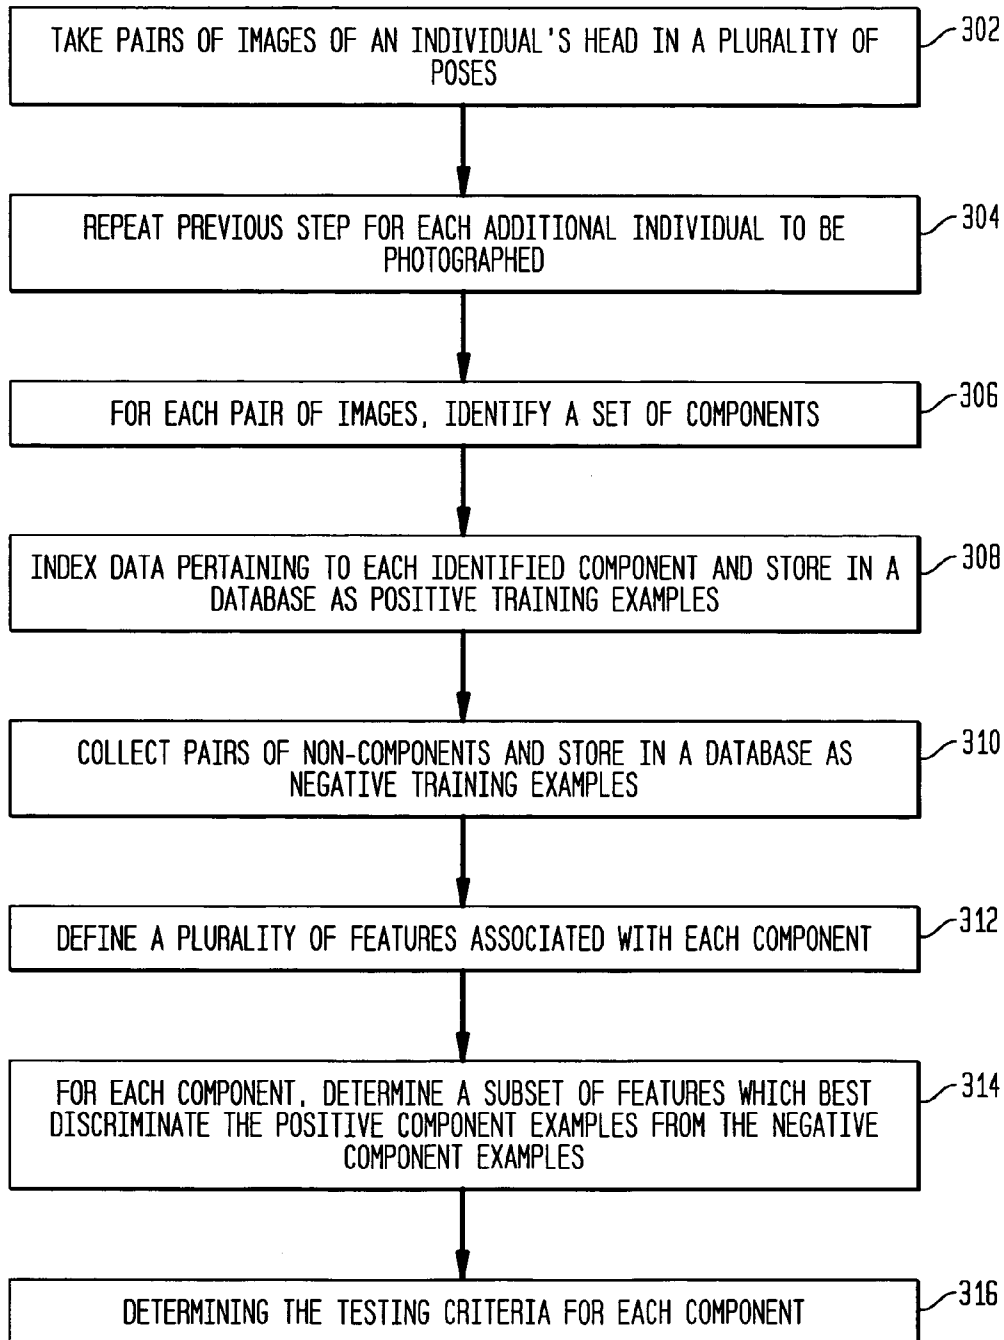 TAKE PAIRS OF IMAGES OF AN INDIVIDUAL'S HEAD IN A PLURALITY OF
POSES
302
REPEAT PREVIOUS STEP FOR EACH ADDITIONAL INDIVIDUAL TO BE
PHOTOGRAPHED
304
FOR EACH PAIR OF IMAGES, IDENTIFY A SET OF COMPONENTS
306
INDEX DATA PERTAINING TO EACH IDENTIFIED COMPONENT AND STORE IN A
DATABASE AS POSITIVE TRAINING EXAMPLES
308
COLLECT PAIRS OF NON-COMPONENTS AND STORE IN A DATABASE AS
NEGATIVE TRAINING EXAMPLES
310
DEFINE A PLURALITY OF FEATURES ASSOCIATED WITH EACH COMPONENT
312
FOR EACH COMPONENT, DETERMINE A SUBSET OF FEATURES WHICH BEST
DISCRIMINATE THE POSITIVE COMPONENT EXAMPLES FROM THE NEGATIVE
COMPONENT EXAMPLES
314
DETERMINING THE TESTING CRITERIA FOR EACH COMPONENT
316